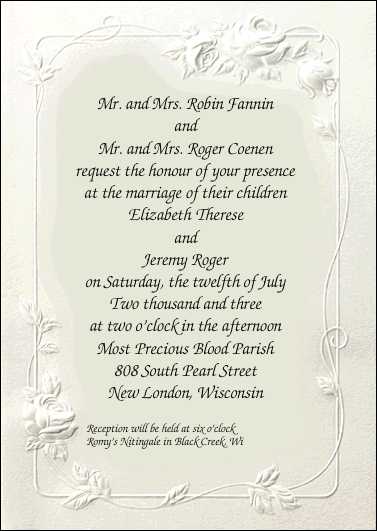 Mr. and Mrs. Robin Fannin
and
Mr. and Mrs. Roger Coenen
request the honour of your presence
at the marriage of their children
Elizabeth Therese
and
Jeremy Roger
on Saturday, the twelfth of July
Two thousand and three
at two o'clock in the afternoon
Most Precious Blood Parish
808 South Pearl Street
New London, Wisconsin
Reception will be held at six o'clock
Romy's Nitingale in Black Creek, Wi